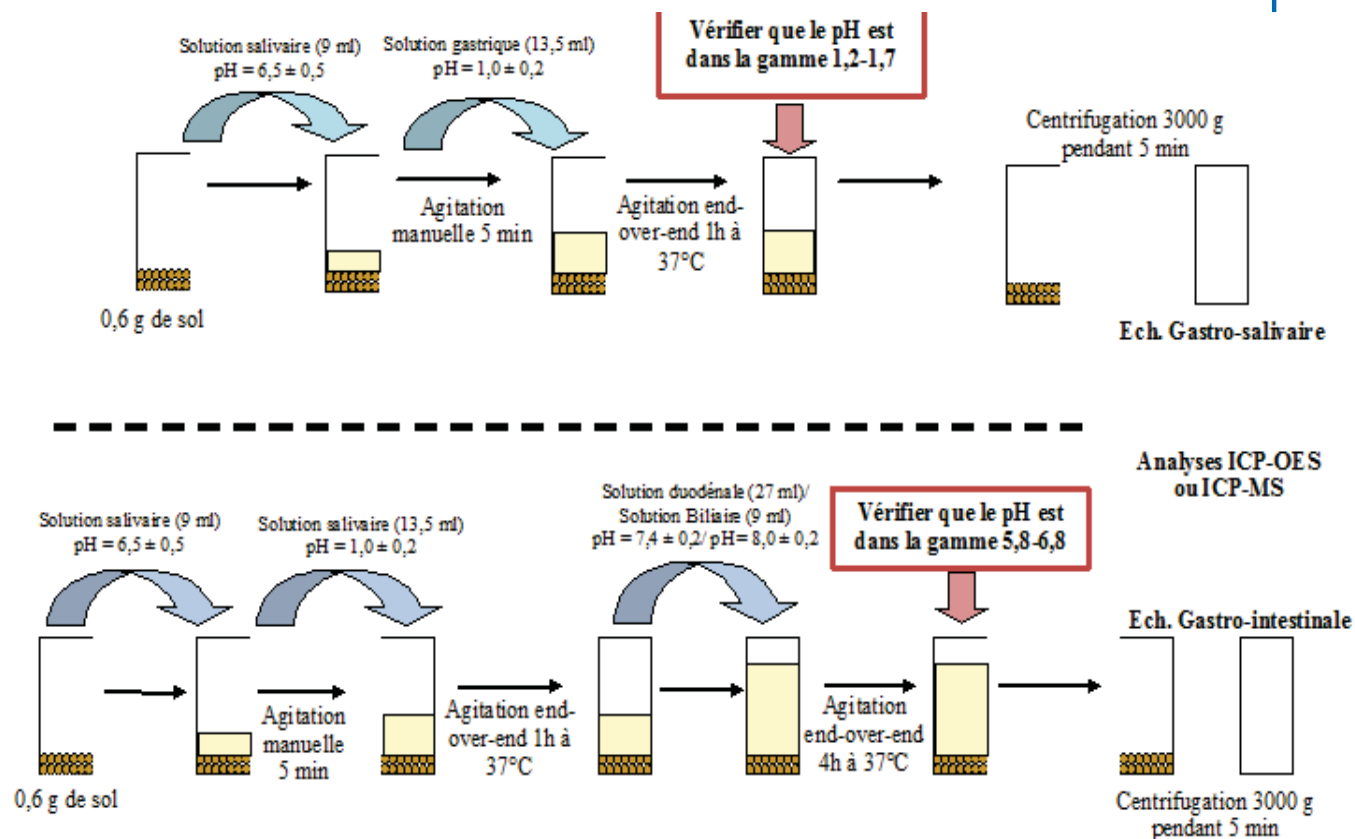 Solution salivaire (9 ml)
pH = 6,5 ± 0,5
Solution gastrique (13,5 ml)
pH = 1,0 ± 0,2
Vérifier que le pH est
dans la gamme 1,2-1,7
Centrifugation 3000 g
pendant 5 min
Agitation
manuelle 5 min
Agitation end-
over-end 1h à
37°C
0,6 g de sol
Ech. Gastro-salivaire
Analyses ICP-OES
ou ICP-MS
Solution salivaire (9 ml)
pH = 6,5 ± 0,5
Solution salivaire (13,5 ml)
pH = 1,0 ± 0,2
Solution duodénale (27 ml)/
Solution Biliaire (9 ml)
pH = 7,4 ± 0,2/ pH= 8,0 ± 0,2
Vérifier que le pH est
dans la gamme 5,8-6,8
Ech. Gastro-intestinale
Agitation
manuelle
5 min
Agitation end-
over-end 1h à
37°C
Agitation
end-over-end
4h à 37°C
0,6 g de sol
Centrifugation 3000 g
pendant 5 min